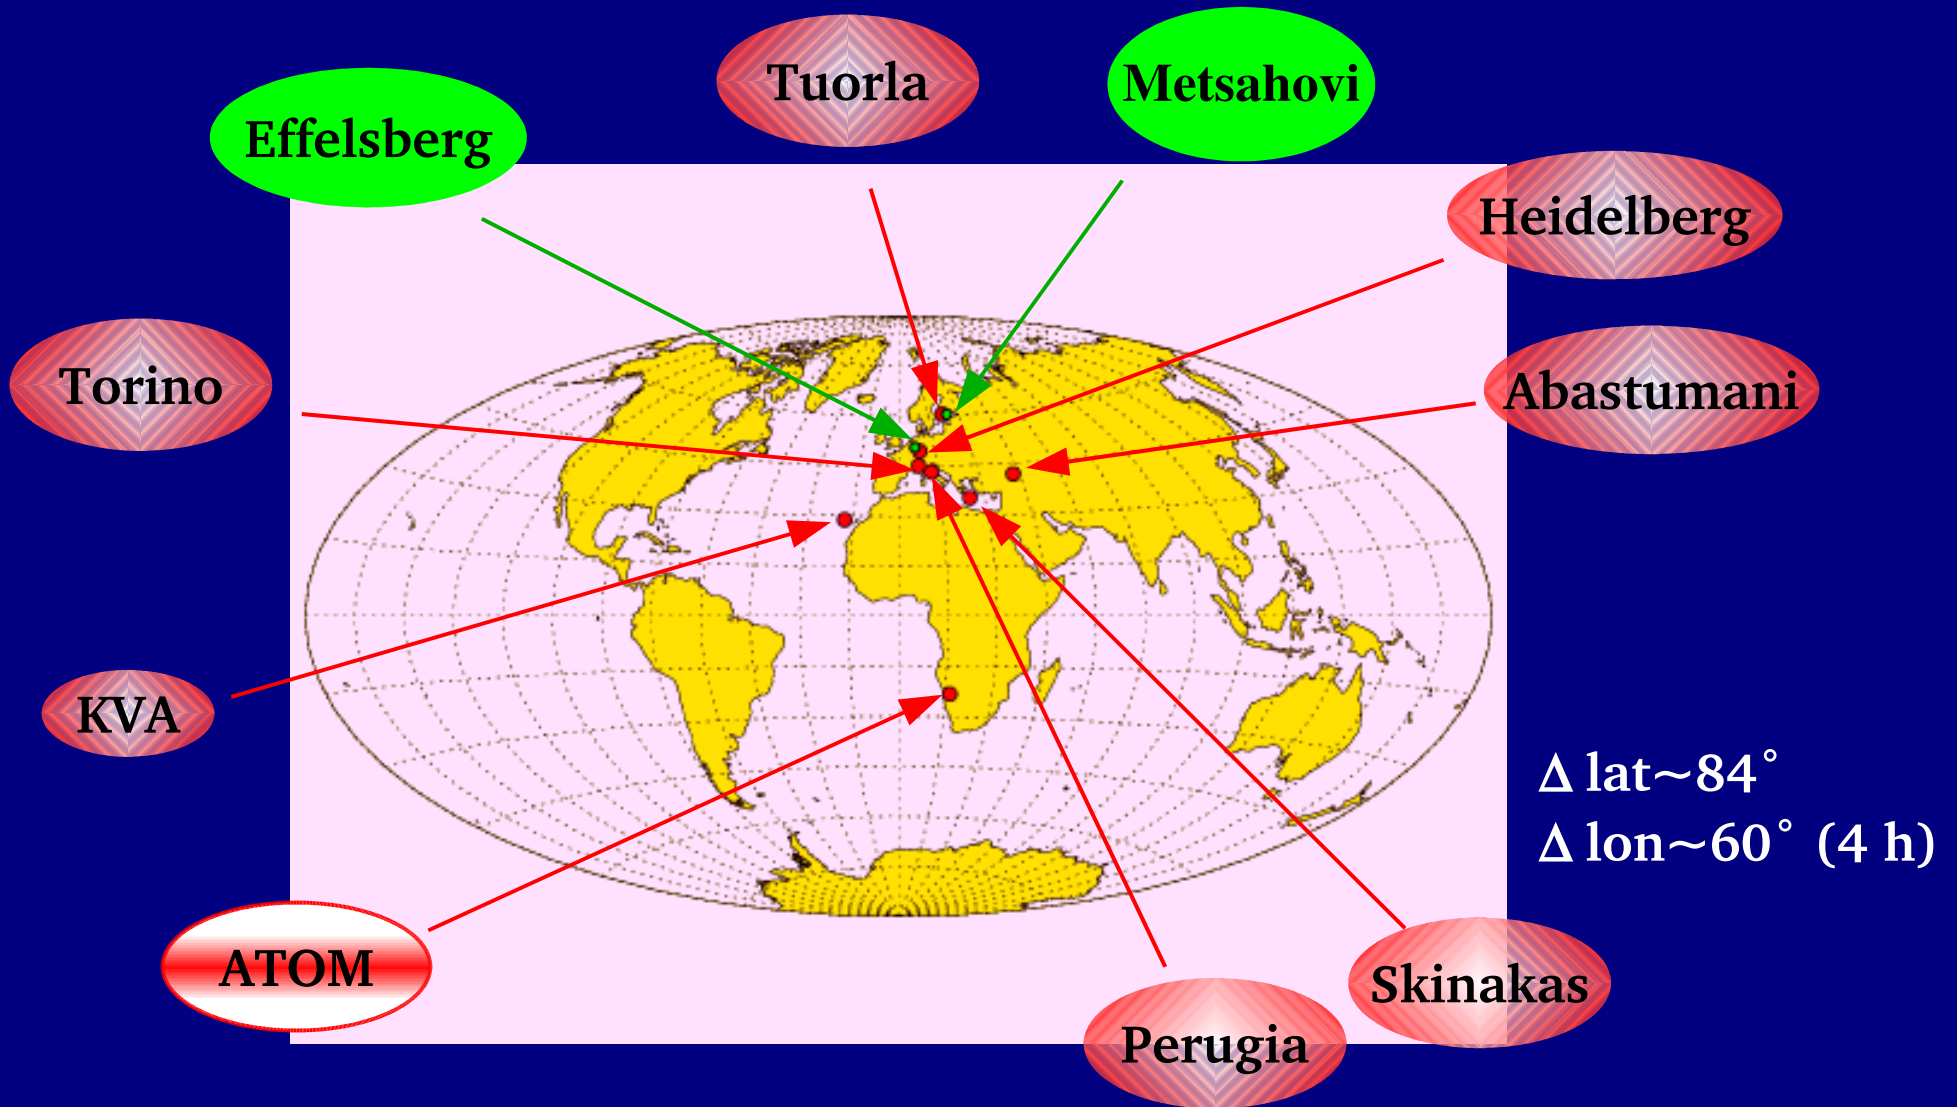 Tuorla
Metsahovi
Effelsberg
Heidelberg
Torino
Abastumani
KVA
Δ lat~84°
Δ lon~60° (4 h)
ATOM
Skinakas
Perugia